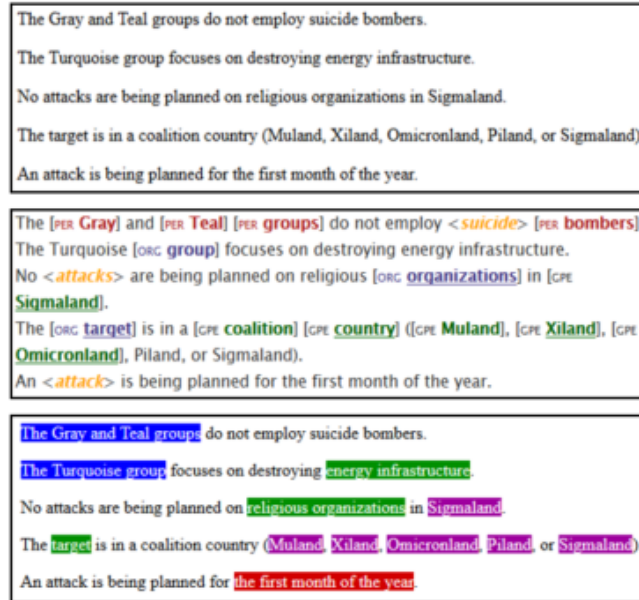 The Gray and Teal groups do not employ suicide bombers.
The Turquoise group focuses on destroying energy infrastructure.
No attacks are being planned on religious organizations in Sigmaland.
The target is in a coalition country (Muland, Xiland, Omicronland, Piland, or Sigmaland)
An attack is being planned for the first month of the year.
The [PER Gray] and [PER Teal] [PER groups] do not employ <suicide> [PER bombers]
The Turquoise [ORG group] focuses on destroying energy infrastructure.
No <attacks> are being planned on religious [ORG organizations] in [GPE
Sigmaland].
The [ORG target] is in a [GPE coalition] [GPE country] ([GPE Muland], [GPE Xiland], [GPE
Omicronland], Piland, or Sigmaland).
An <attack> is being planned for the first month of the year.
The Gray and Teal groups do not employ suicide bombers.
The Turquoise group focuses on destroying energy infrastructure.
No attacks are being planned on religious organizations in Sigmaland.
The target is in a coalition country (Muland, Xiland, Omicronland, Piland, or Sigmaland)
An attack is being planned for the first month of the year.